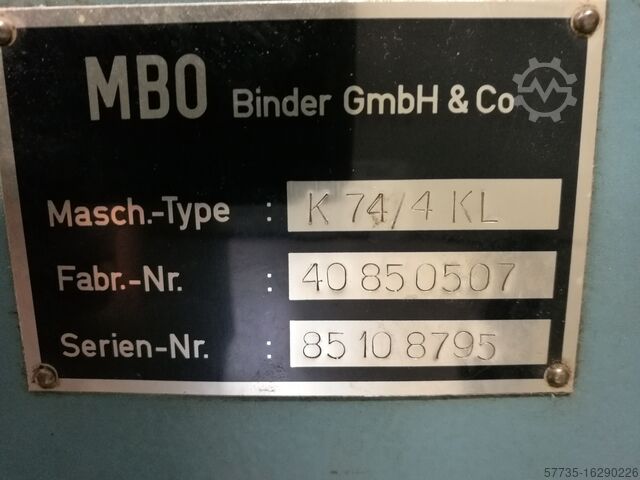 MBO Binder GmbH & Co
Masch.-Type : K 74/4 KL
Fabr.-Nr. : 40 85 0507
Serien-Nr. : 85 10 8795
57735-16290226